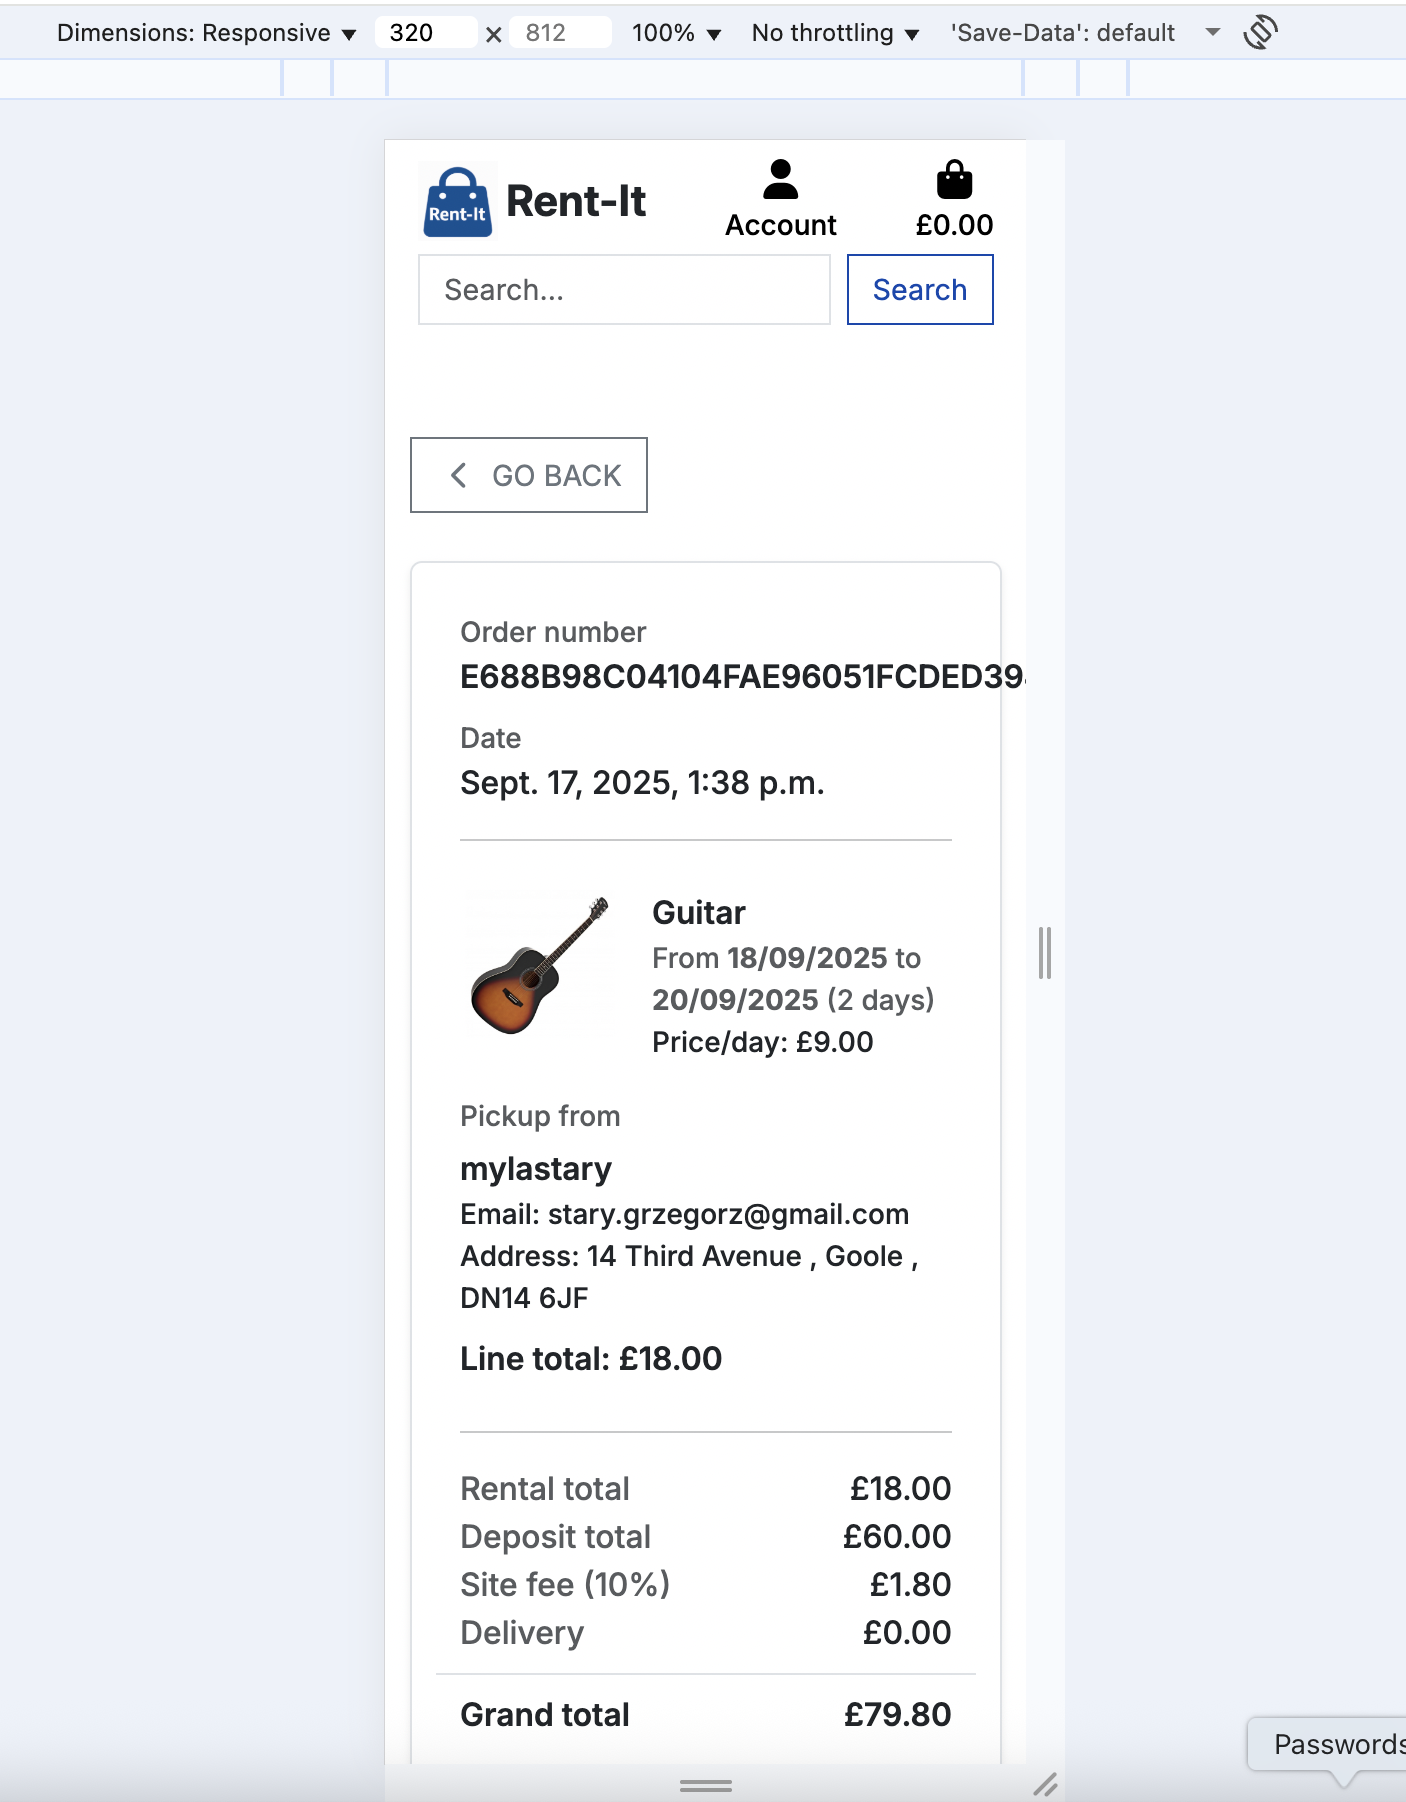 Dimensions: Responsive ▼ 320 × 812 100% ▼ No throttling ▼ 'Save-Data': default
Rent-It
Rent-It
Account
£0.00
Search...
Search
GO BACK
Order number
E688B98C04104FAE96051FCDED39
Date
Sept. 17, 2025, 1:38 p.m.
Guitar
From 18/09/2025 to
20/09/2025 (2 days)
Price/day: £9.00
Pickup from
mylastary
Email: stary.grzegorz@gmail.com
Address: 14 Third Avenue , Goole ,
DN14 6JF
Line total: £18.00
Rental total £18.00
Deposit total £60.00
Site fee (10%) £1.80
Delivery £0.00
Grand total £79.80
Passwords